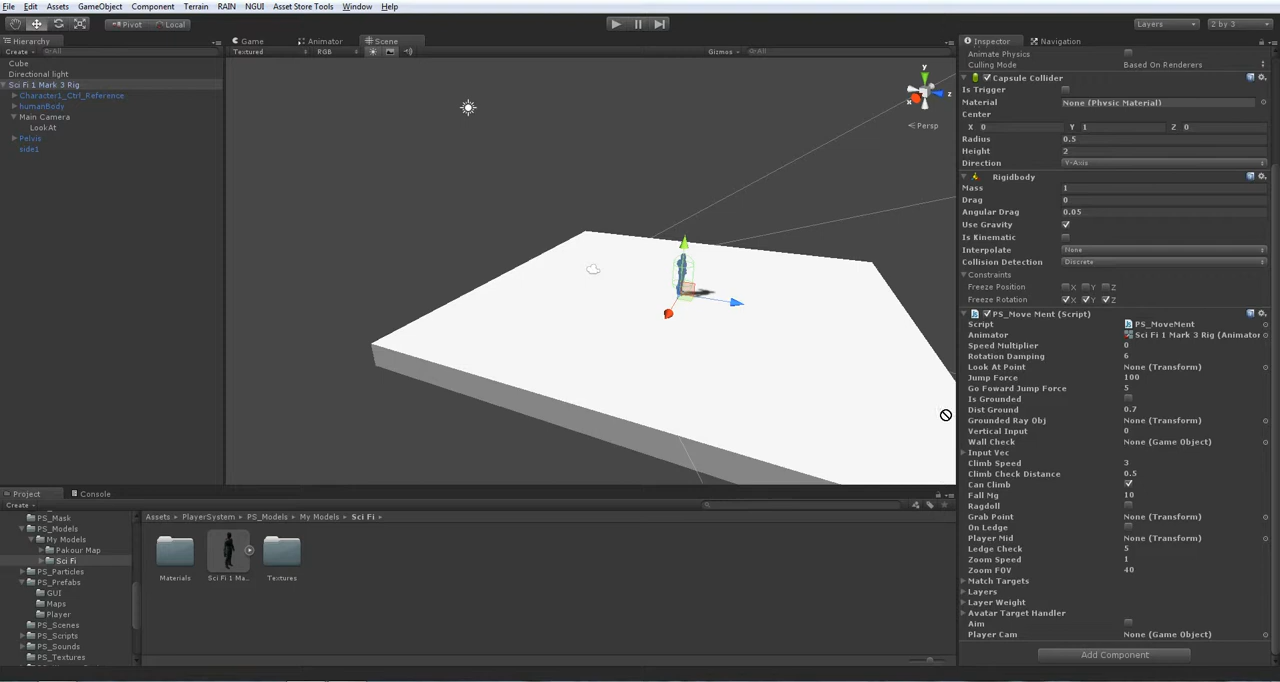 File Edit Assets GameObject Component Terrain RAIN NGUI Asset Store Tools Window Help
Pivot Local Layers 2 by 3
Hierarchy Game Animator Scene Inspector Navigation
Create All Textured RGB Gizmos All
Cube
Directional light
Sci Fi 1 Mark 3 Rig
Character1_Ctrl_Reference
humanBody
Main Camera
LookAt
Pelvis
side1
y
x
z
Persp
Animate Physics
Culling Mode Based On Renderers
Capsule Collider
Is Trigger
Material None (Physic Material)
Center
X 0 Y 1 Z 0
Radius 0.5
Height 2
Direction Y-Axis
Rigidbody
Mass 1
Drag 0
Angular Drag 0.05
Use Gravity
Is Kinematic
Interpolate None
Collision Detection Discrete
Constraints
Freeze Position X Y Z
Freeze Rotation X Y Z
PS_Move Ment (Script)
Script PS_MoveMent
Animator Sci Fi 1 Mark 3 Rig (Animator
Speed Multiplier 0
Rotation Damping 6
Look At Point None (Transform)
Jump Force 100
Go Foward Jump Force 5
Is Grounded
Dist Ground 0.7
Grounded Ray Obj None (Transform)
Vertical Input 0
Wall Check None (Game Object)
Input Vec
Climb Speed 3
Climb Check Distance 0.5
Can Climb
Fall Mg 10
Ragdoll
Grab Point None (Transform)
On Ledge
Player Mid None (Transform)
Ledge Check 5
Zoom Speed 1
Zoom FOV 40
Match Targets
Layers
Layer Weight
Avatar Target Handler
Aim
Player Cam None (Game Object)
Add Component
Project Console
Create
PS_Mask
PS_Models
My Models
Pakour Map
Sci Fi
PS_Particles
PS_Prefabs
GUI
Maps
Player
PS_Scenes
PS_Scripts
PS_Sounds
PS_Textures
Assets PlayerSystem PS_Models My Models Sci Fi
Materials Sci Fi 1 Ma... Textures